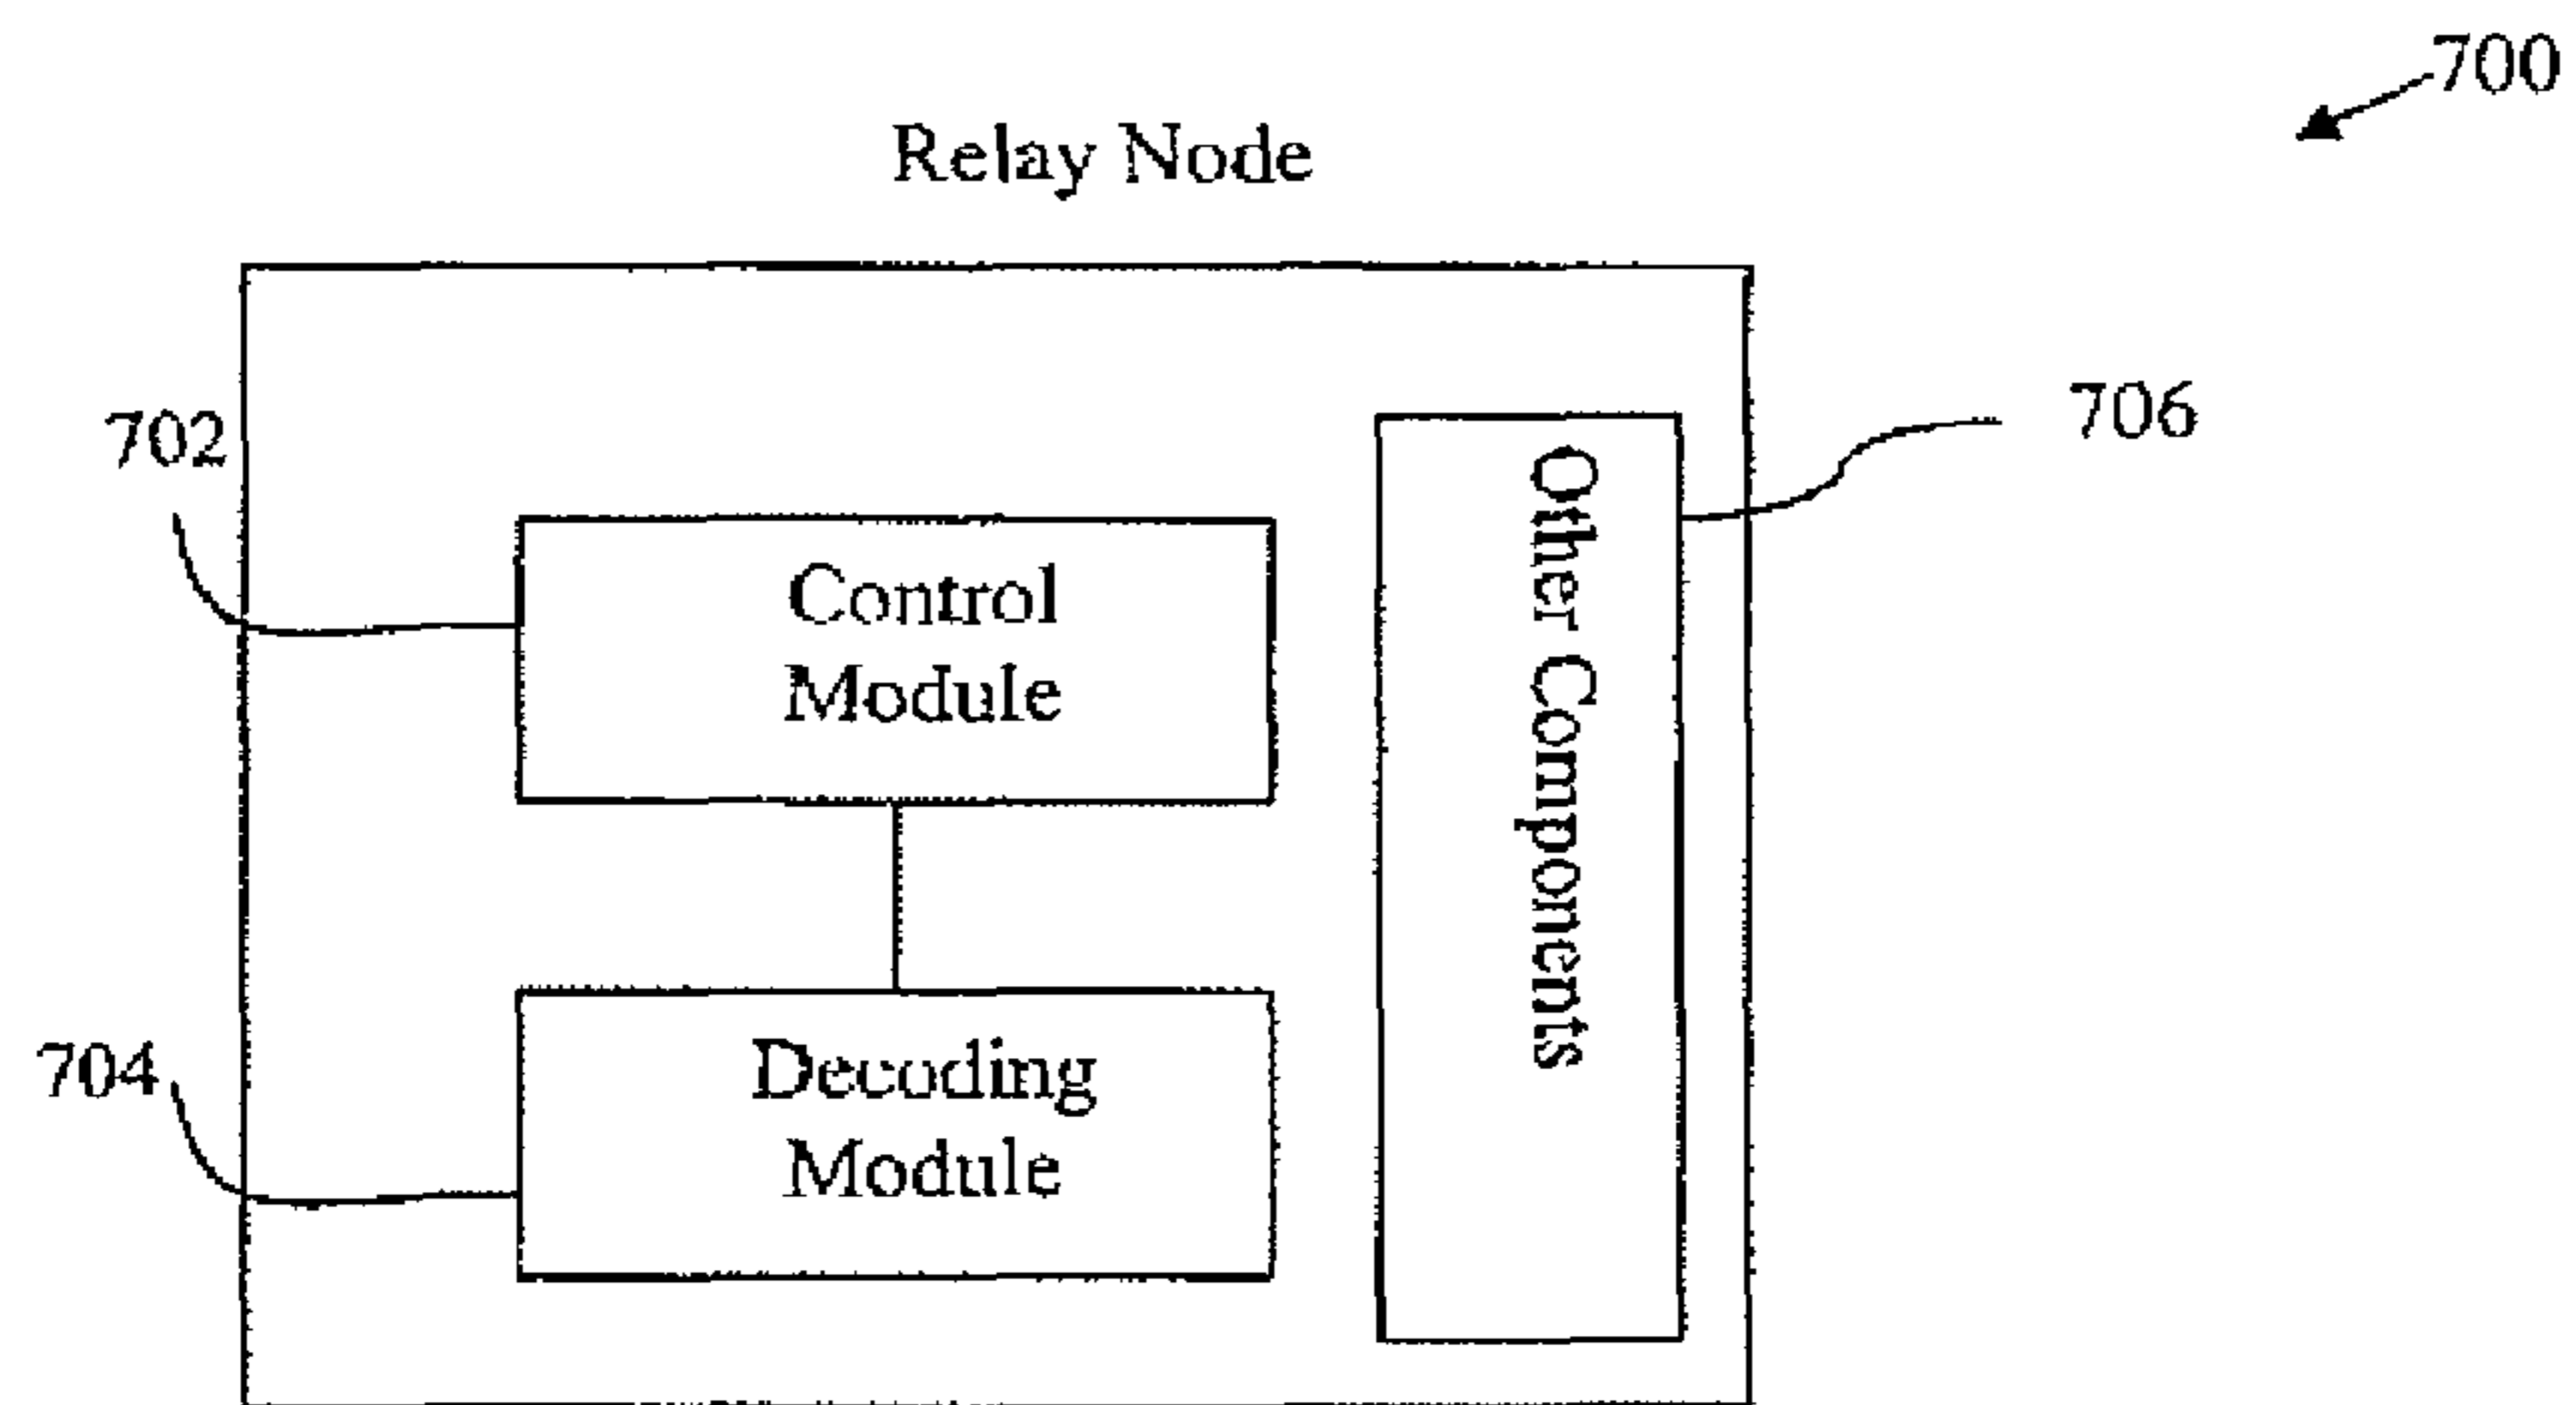 700
Relay Node
702
706
Control
Module
Other Components
704
Decoding
Module